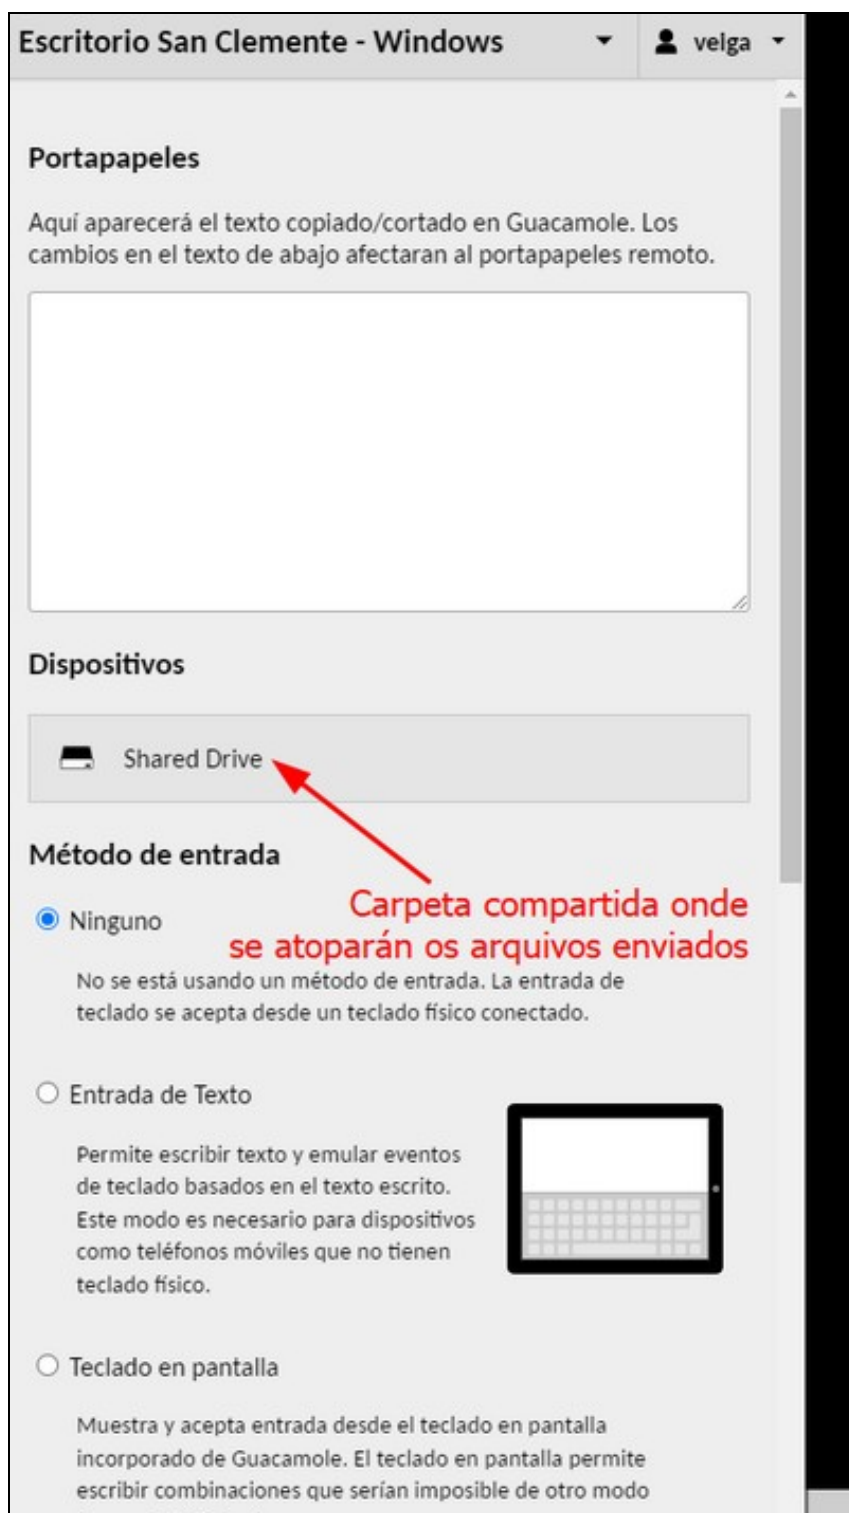 Escritorio San Clemente - Windows
veiga
Portapapeles
Aquí aparecerá el texto copiado/cortado en Guacamole. Los
cambios en el texto de abajo afectaran al portapapeles remoto.
Dispositivos
Shared Drive
Carpeta compartida onde
se atoparán os arquivos enviados
Método de entrada
Ninguno
No se está usando un método de entrada. La entrada de
teclado se acepta desde un teclado físico conectado.
Entrada de Texto
Permite escribir texto y emular eventos
de teclado basados en el texto escrito.
Este modo es necesario para dispositivos
como teléfonos móviles que no tienen
teclado físico.
Teclado en pantalla
Muestra y acepta entrada desde el teclado en pantalla
incorporado de Guacamole. El teclado en pantalla permite
escribir combinaciones que serían imposible de otro modo